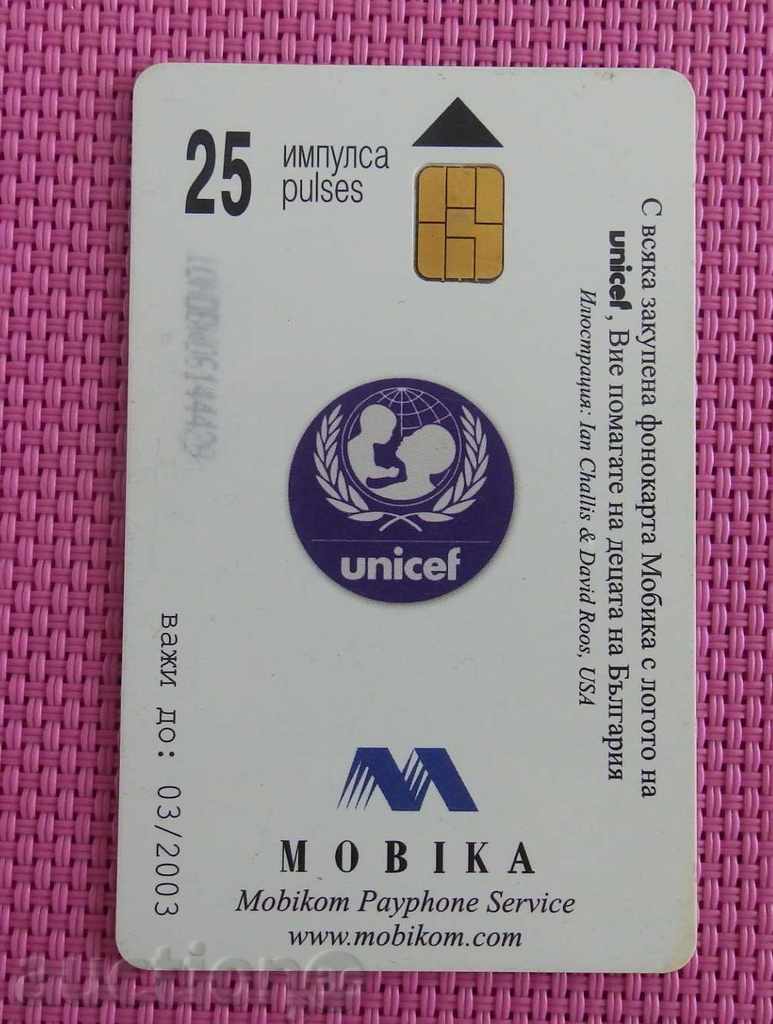 25 импулса
pulses
С всяка закупена фонокарта Мобика с логото на
unicef, Вие помагате на децата на България
Илюстрация: Ian Challis & David Roos, USA
unicef
важи до: 03/2003
MOBIKA
Mobikom Payphone Service
www.mobikom.com